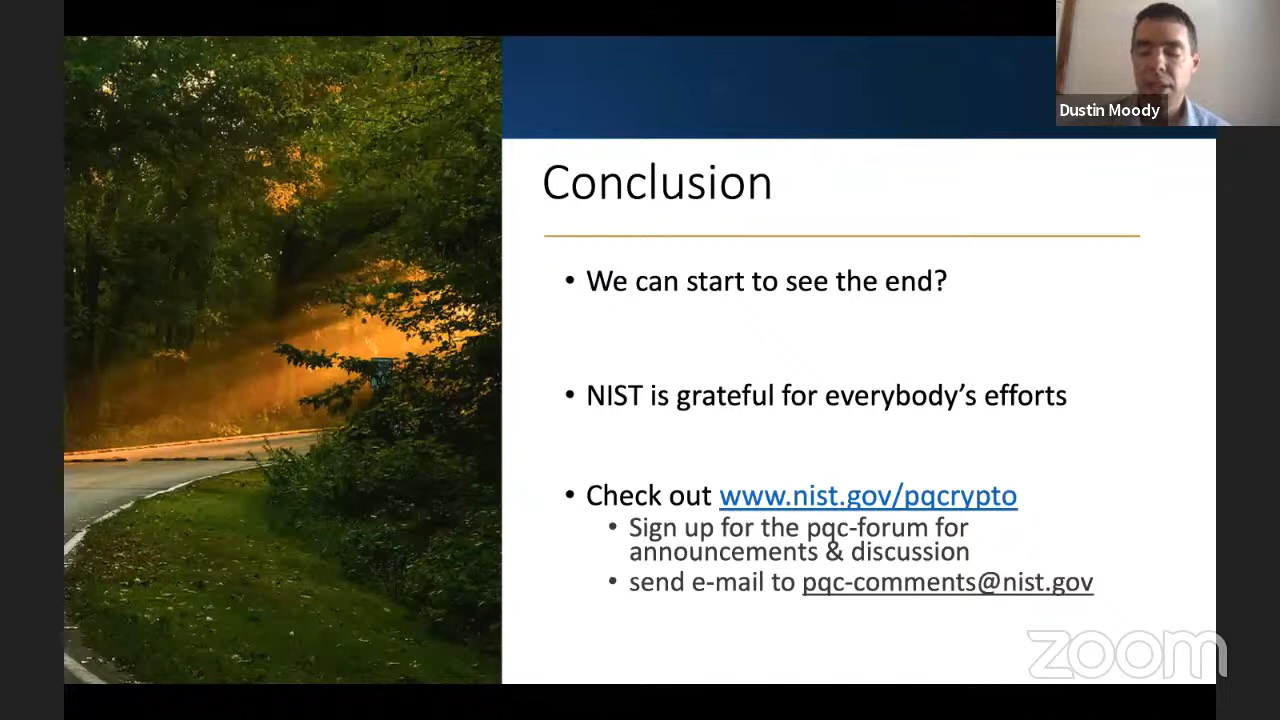 Dustin Moody
Conclusion
• We can start to see the end?
• NIST is grateful for everybody’s efforts
• Check out www.nist.gov/pqcrypto
• Sign up for the pqc-forum for
announcements & discussion
• send e-mail to pqc-comments@nist.gov
zoom